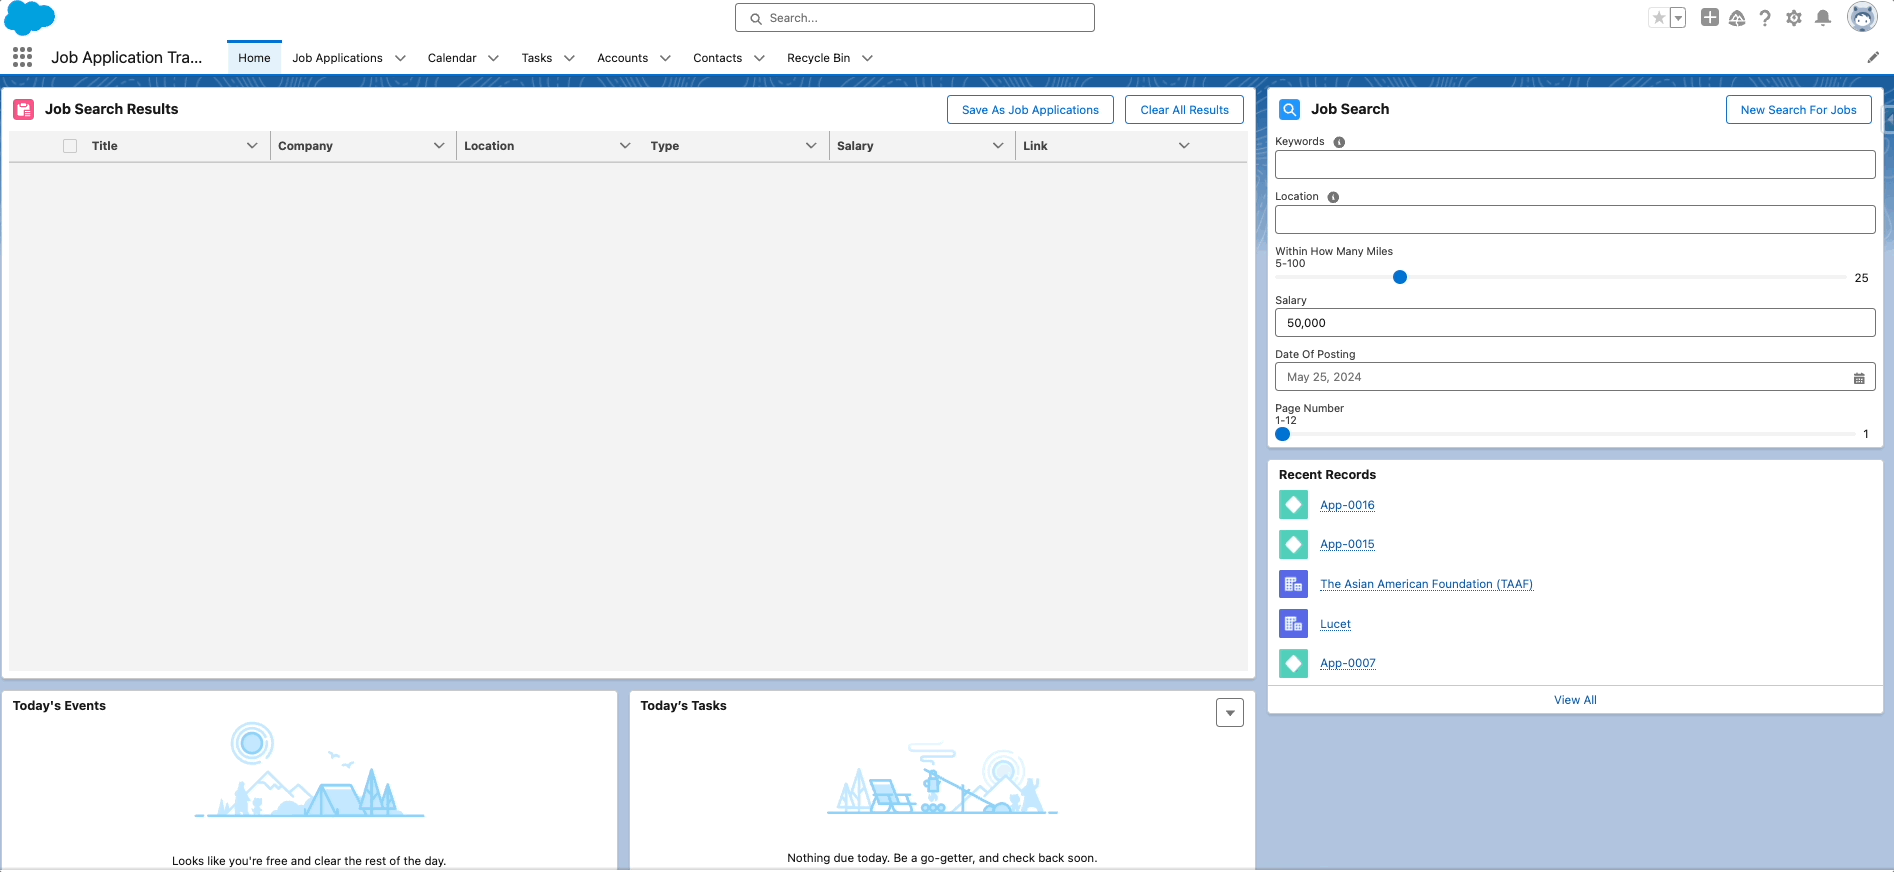 Search...
Job Application Tra...
Home
Job Applications
Calendar
Tasks
Accounts
Contacts
Recycle Bin
Job Search Results
Save As Job Applications
Clear All Results
Title
Company
Location
Type
Salary
Link
Job Search
New Search For Jobs
Keywords
Location
Within How Many Miles
5-100
25
Salary
50,000
Date Of Posting
May 25, 2024
Page Number
1-12
1
Recent Records
App-0016
App-0015
The Asian American Foundation (TAAF)
Lucet
App-0007
View All
Today's Events
Looks like you're free and clear the rest of the day.
Today’s Tasks
Nothing due today. Be a go-getter, and check back soon.